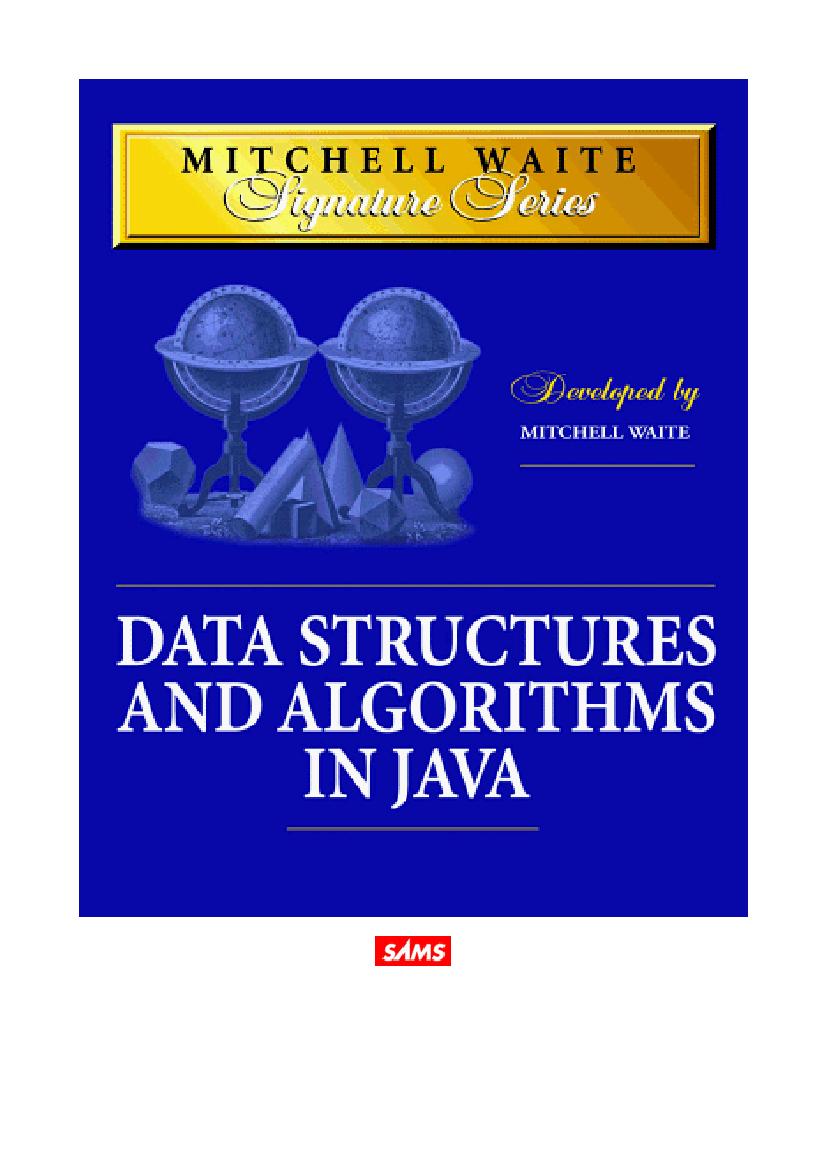 MITCHELL WAITE
Signature Series
Developed by
MITCHELL WAITE
DATA STRUCTURES
AND ALGORITHMS
IN JAVA
SAMS